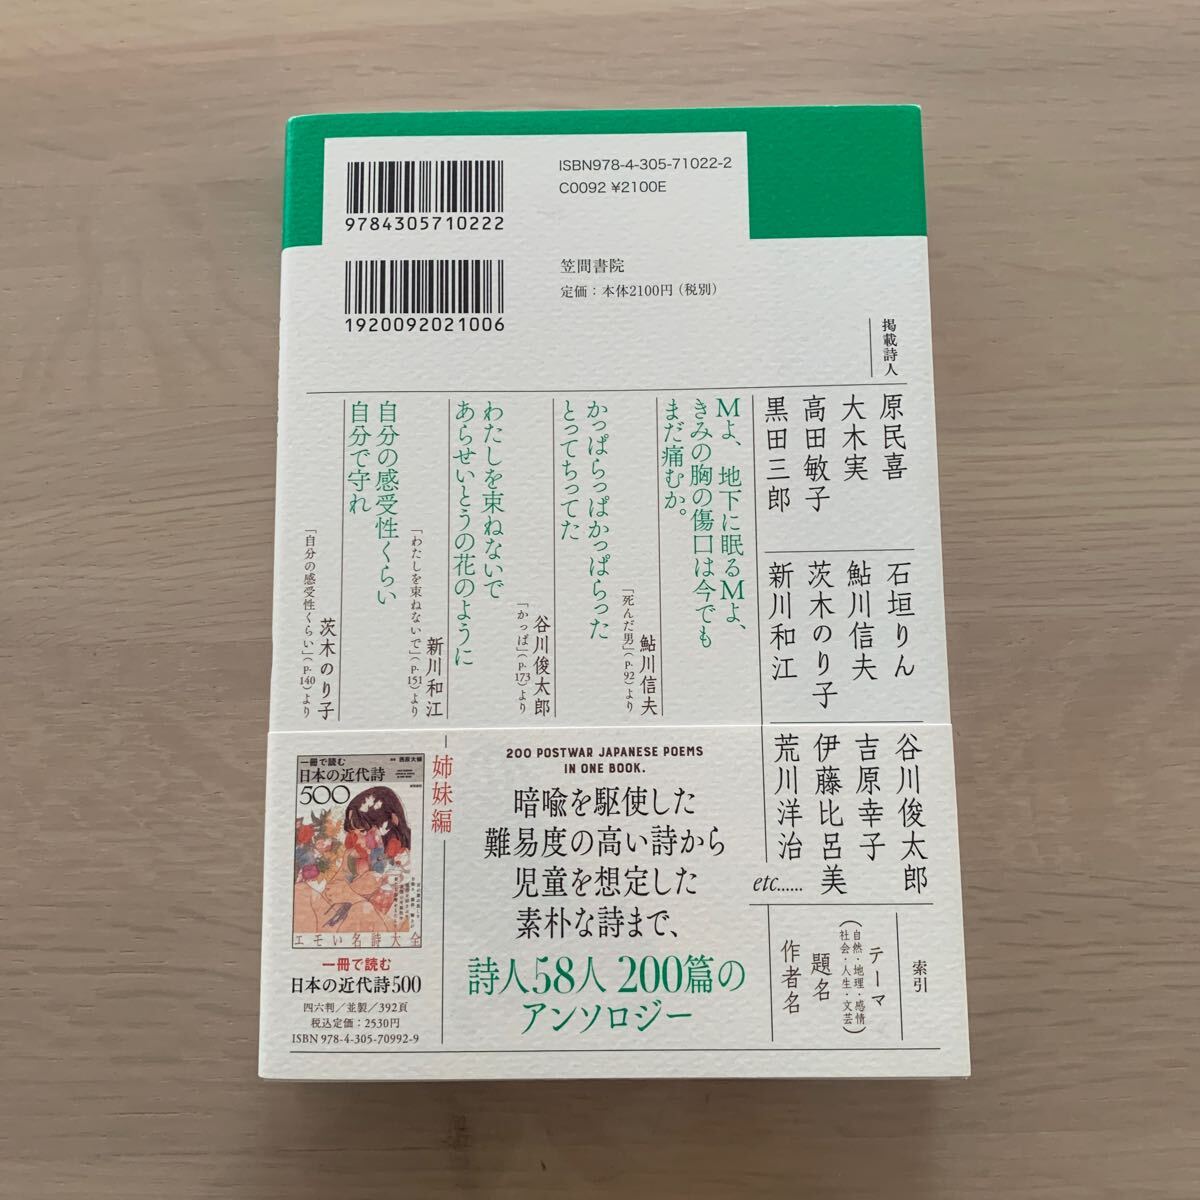 ISBN978-4-305-71022-2
C0092 ¥2100E
9784305710222
笠間書院
定価：本体2100円（税別）
1920092021006
掲載詩人
原民喜
大木実
高田敏子
黒田三郎
石垣りん
鮎川信夫
茨木のり子
新川和江
谷川俊太郎
吉原幸子
伊藤比呂美
荒川洋治
etc......
Mよ、地下に眠るMよ、
きみの胸の傷口は今でも
まだ痛むか。
鮎川信夫
「死んだ男」（P.92）より
かっぱらっぱかっぱらった
とってちってた
谷川俊太郎
「かっぱ」（P.173）より
わたしを束ねないで
あらせいとうの花のように
新川和江
「わたしを束ねないで」（P.151）より
自分の感受性くらい
自分で守れ
茨木のり子
「自分の感受性くらい」（P.140）より
索引
テーマ
（自然・地理・感情
社会・人生・文芸）
題名
作者名
200 POSTWAR JAPANESE POEMS
IN ONE BOOK.
暗喩を駆使した
難易度の高い詩から
児童を想定した
素朴な詩まで、
詩人58人 200篇の
アンソロジー
姉妹編
一冊で読む
日本の近代詩
500
西原大輔
エモい名詩大全
一冊で読む
日本の近代詩500
四六判／並製／392頁
税込定価：2530円
ISBN 978-4-305-70992-9